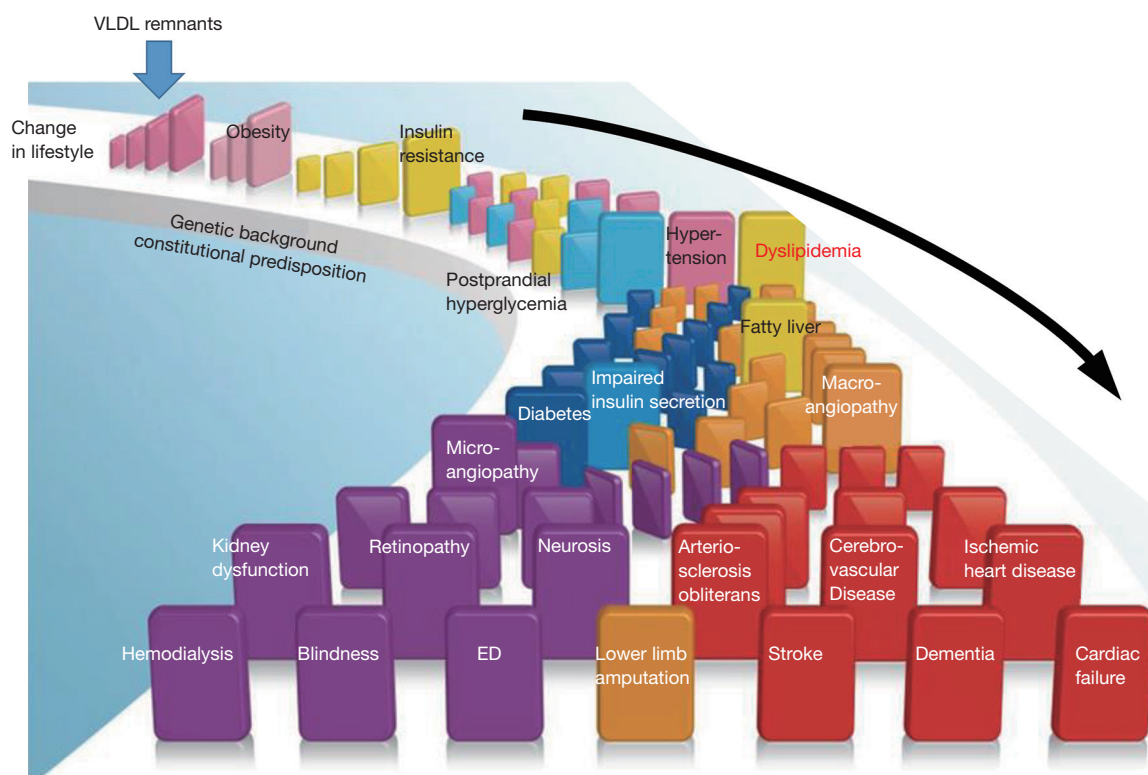 VLDL remnants
Change
in lifestyle
Obesity
Insulin
resistance
Genetic background
constitutional predisposition
Hyper-
tension
Dyslipidemia
Postprandial
hyperglycemia
Fatty liver
Impaired
insulin secretion
Macro-
angiopathy
Diabetes
Micro-
angiopathy
Kidney
dysfunction
Retinopathy
Neurosis
Arterio-
sclerosis
obliterans
Cerebro-
vascular
Disease
Ischemic
heart disease
Hemodialysis
Blindness
ED
Lower limb
amputation
Stroke
Dementia
Cardiac
failure